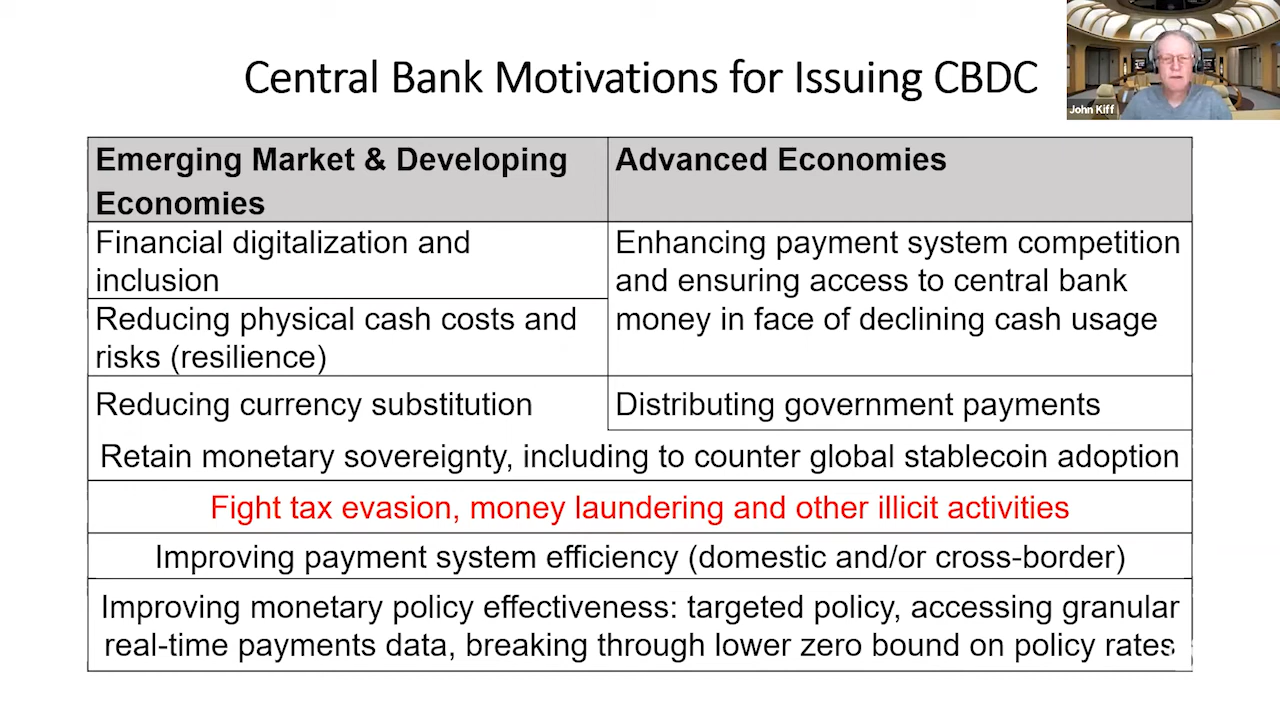 Central Bank Motivations for Issuing CBDC
John Kiff
Emerging Market & Developing
Economies
Advanced Economies
Financial digitalization and
inclusion
Enhancing payment system competition
and ensuring access to central bank
money in face of declining cash usage
Reducing physical cash costs and
risks (resilience)
Reducing currency substitution
Distributing government payments
Retain monetary sovereignty, including to counter global stablecoin adoption
Fight tax evasion, money laundering and other illicit activities
Improving payment system efficiency (domestic and/or cross-border)
Improving monetary policy effectiveness: targeted policy, accessing granular
real-time payments data, breaking through lower zero bound on policy rates